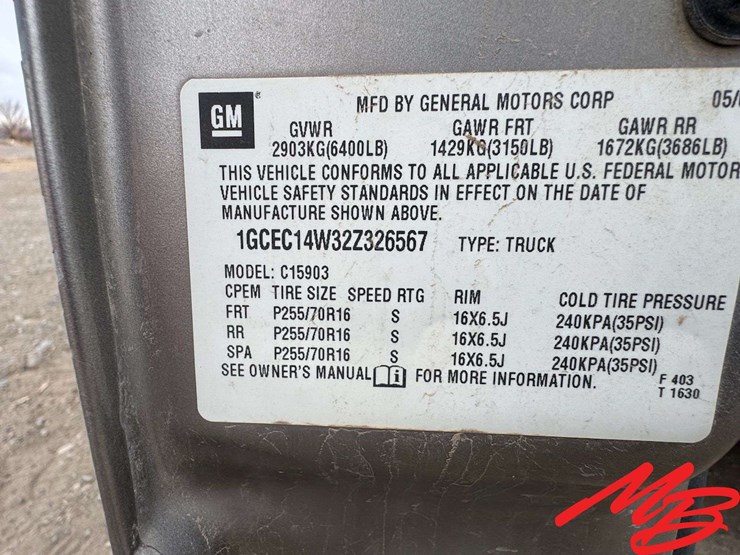 GM
MFD BY GENERAL MOTORS CORP
GVWR GAWR FRT GAWR RR
2903KG(6400LB) 1429KG(3150LB) 1672KG(3686LB)
THIS VEHICLE CONFORMS TO ALL APPLICABLE U.S. FEDERAL MOTOR
VEHICLE SAFETY STANDARDS IN EFFECT ON THE DATE OF
MANUFACTURE SHOWN ABOVE.
1GCEC14W32Z326567 TYPE: TRUCK
MODEL: C15903
CPEM TIRE SIZE SPEED RTG RIM COLD TIRE PRESSURE
FRT P255/70R16 S 16X6.5J 240KPA(35PSI)
RR P255/70R16 S 16X6.5J 240KPA(35PSI)
SPA P255/70R16 S 16X6.5J 240KPA(35PSI)
SEE OWNER'S MANUAL i FOR MORE INFORMATION.
F 403
T 1630
MB